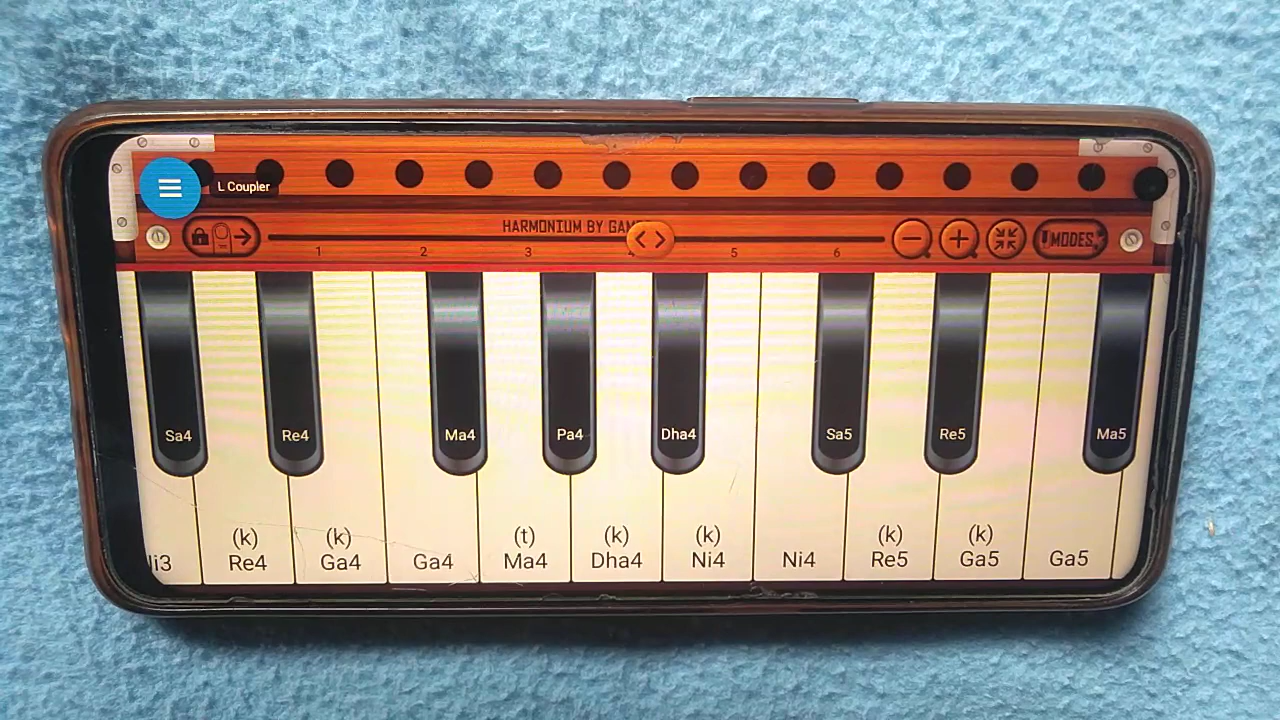 L Coupler
HARMONIUM BY
MODES
1 2 3 4 5 6
Sa4 Re4 Ma4 Pa4 Dha4 Sa5 Re5 Ma5
(k) (k) (t) (k) (k) (k) (k)
Re4 Ga4 Ga4 Ma4 Dha4 Ni4 Ni4 Re5 Ga5 Ga5